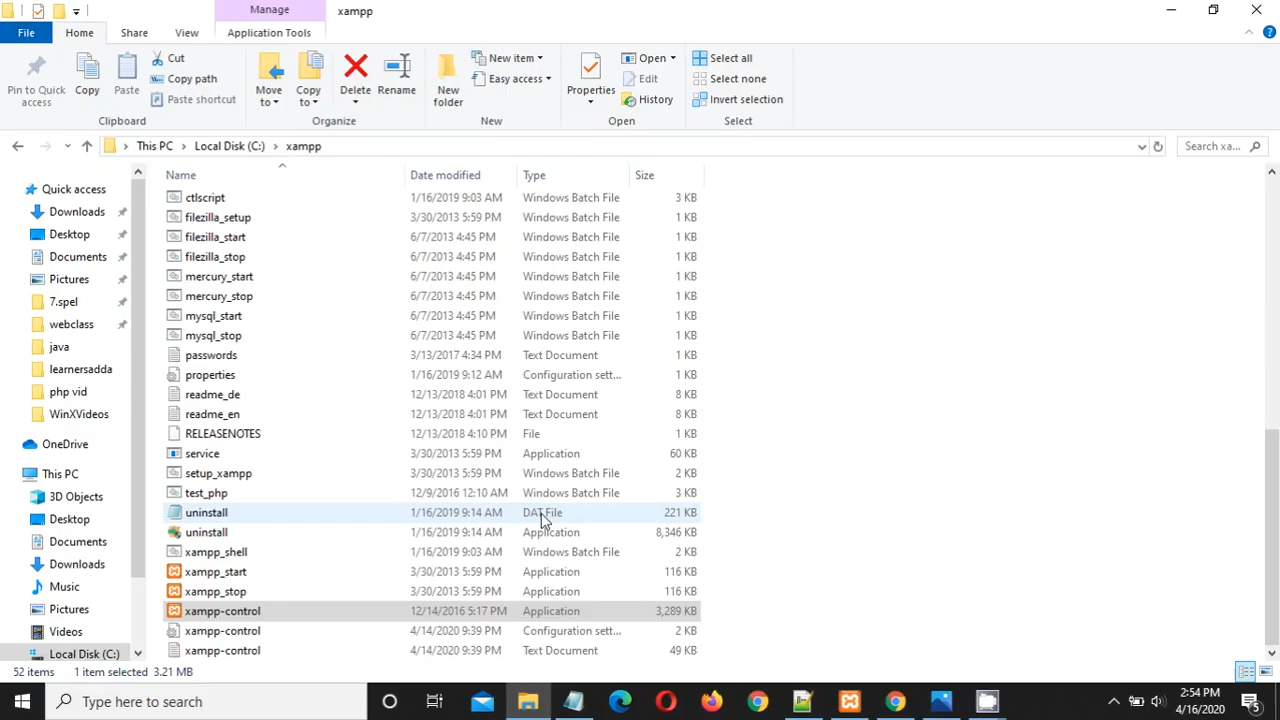 Manage
xampp
File
Home
Share
View
Application Tools
Pin to Quick access
Copy
Paste
Cut
Copy path
Paste shortcut
Clipboard
Move to
Copy to
Delete
Rename
Organize
New folder
New item
Easy access
New
Properties
Open
Edit
History
Open
Select all
Select none
Invert selection
Select
This PC > Local Disk (C:) > xampp
Search xa...
Name Date modified Type Size
ctlscript 1/16/2019 9:03 AM Windows Batch File 3 KB
filezilla_setup 3/30/2013 5:59 PM Windows Batch File 1 KB
filezilla_start 6/7/2013 4:45 PM Windows Batch File 1 KB
filezilla_stop 6/7/2013 4:45 PM Windows Batch File 1 KB
mercury_start 6/7/2013 4:45 PM Windows Batch File 1 KB
mercury_stop 6/7/2013 4:45 PM Windows Batch File 1 KB
mysql_start 6/7/2013 4:45 PM Windows Batch File 1 KB
mysql_stop 6/7/2013 4:45 PM Windows Batch File 1 KB
passwords 3/13/2017 4:34 PM Text Document 1 KB
properties 1/16/2019 9:12 AM Configuration sett... 1 KB
readme_de 12/13/2018 4:01 PM Text Document 8 KB
readme_en 12/13/2018 4:01 PM Text Document 8 KB
RELEASENOTES 12/13/2018 4:10 PM File 1 KB
service 3/30/2013 5:59 PM Application 60 KB
setup_xampp 3/30/2013 5:59 PM Windows Batch File 2 KB
test_php 12/9/2016 12:10 AM Windows Batch File 3 KB
uninstall 1/16/2019 9:14 AM DAT File 221 KB
uninstall 1/16/2019 9:14 AM Application 8,346 KB
xampp_shell 1/16/2019 9:03 AM Windows Batch File 2 KB
xampp_start 3/30/2013 5:59 PM Application 116 KB
xampp_stop 3/30/2013 5:59 PM Application 116 KB
xampp-control 12/14/2016 5:17 PM Application 3,289 KB
xampp-control 4/14/2020 9:39 PM Configuration sett... 2 KB
xampp-control 4/14/2020 9:39 PM Text Document 49 KB
Quick access
Downloads
Desktop
Documents
Pictures
7.spel
webclass
java
learnersadda
php vid
WinXVideos
OneDrive
This PC
3D Objects
Desktop
Documents
Downloads
Music
Pictures
Videos
Local Disk (C:)
52 items 1 item selected 3.21 MB
Type here to search
2:54 PM
4/16/2020
5